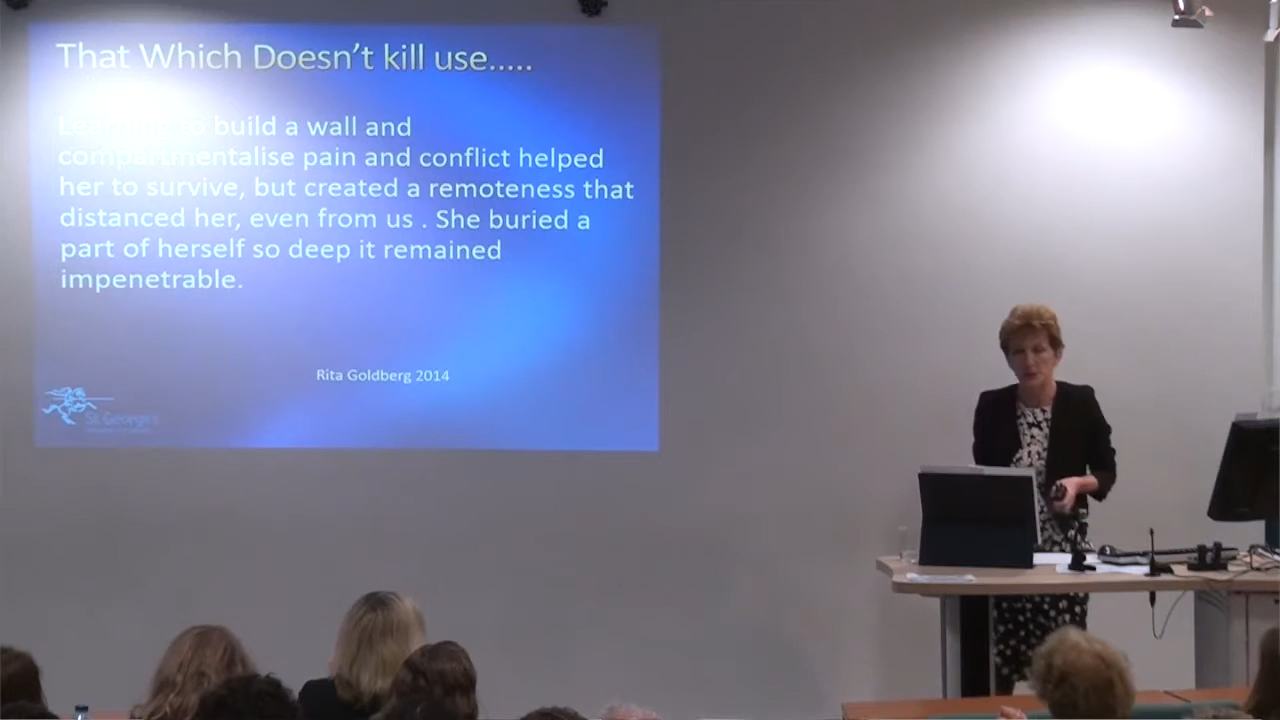 That Which Doesn't kill use.....
Learning to build a wall and
compartmentalise pain and conflict helped
her to survive, but created a remoteness that
distanced her, even from us . She buried a
part of herself so deep it remained
impenetrable.
Rita Goldberg 2014
St George's